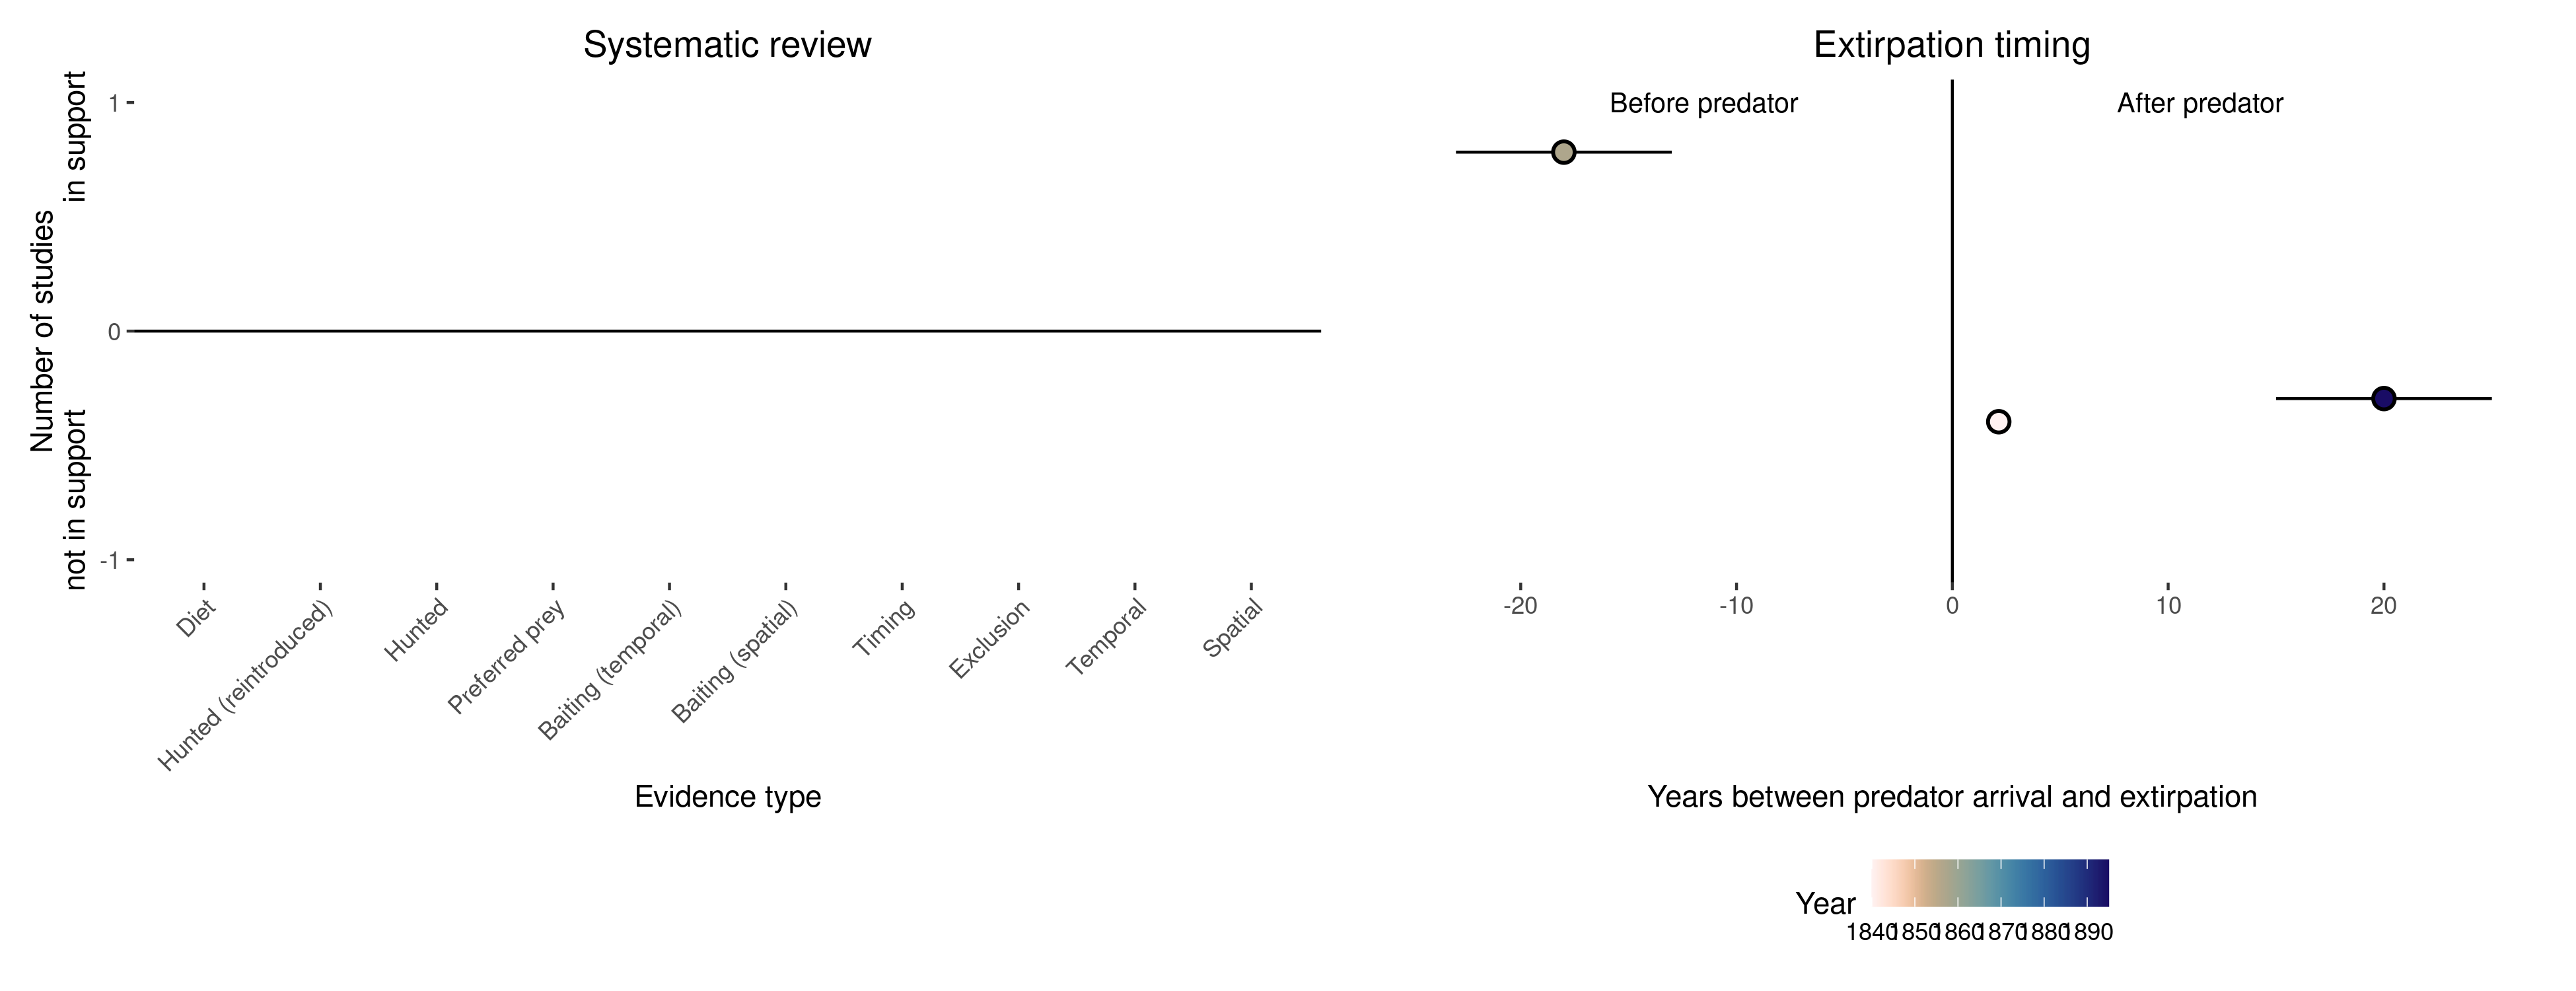 Systematic review
Number of studies
not in support in support
1
0
-1
Diet
Hunted (reintroduced)
Hunted
Preferred prey
Baiting (temporal)
Baiting (spatial)
Timing
Exclusion
Temporal
Spatial
Evidence type
Extirpation timing
Before predator After predator
-20 -10 0 10 20
Years between predator arrival and extirpation
Year
1840 1850 1860 1870 1880 1890